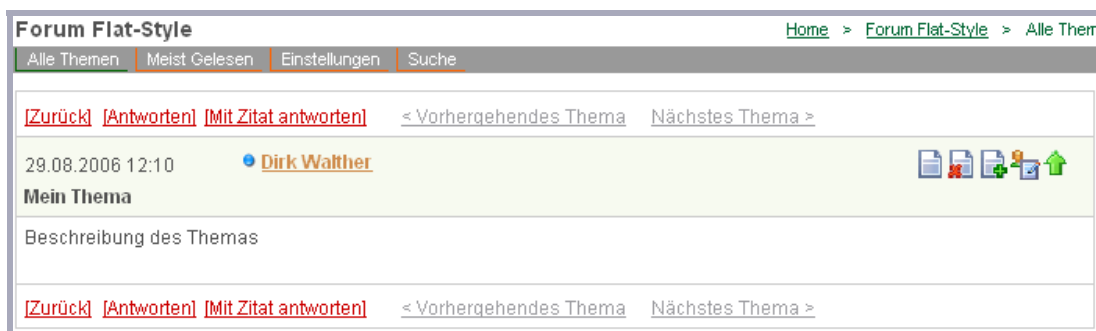 Forum Flat-Style
Home > Forum Flat-Style > Alle Them
Alle Themen Meist Gelesen Einstellungen Suche
[Zurück] [Antworten] [Mit Zitat antworten] < Vorhergehendes Thema Nächstes Thema >
29.08.2006 12:10 Dirk Walther
Mein Thema
Beschreibung des Themas
[Zurück] [Antworten] [Mit Zitat antworten] < Vorhergehendes Thema Nächstes Thema >